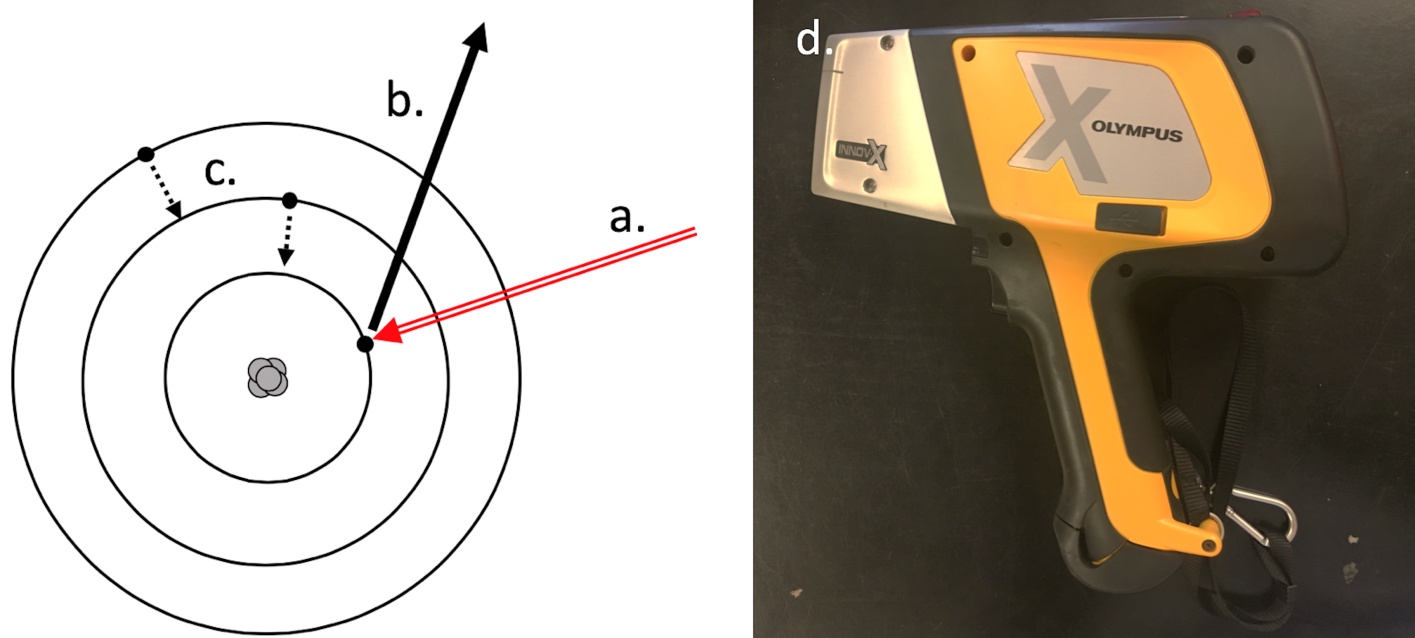 a.
b.
c.
d.
INNOV-X
X
OLYMPUS